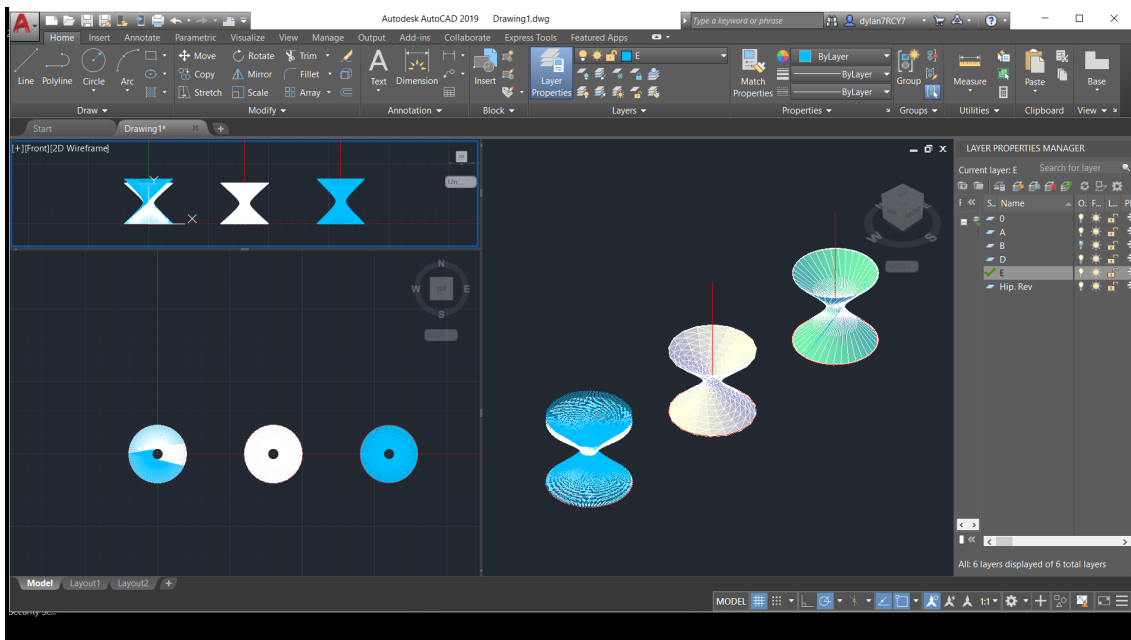 Autodesk AutoCAD 2019 Drawing1.dwg
Type a keyword or phrase
dylan7RCY7
Home Insert Annotate Parametric Visualize View Manage Output Add-ins Collaborate Express Tools Featured Apps
Line Polyline Circle Arc
Move Rotate Trim
Copy Mirror Fillet
Stretch Scale Array
Text Dimension
Insert
Layer Properties
E
Match Properties
ByLayer
ByLayer
ByLayer
Group
Measure
Paste
Base
Draw Modify Annotation Block Layers Properties Groups Utilities Clipboard View
Start Drawing1* +
[+][Front][2D Wireframe]
Y
X
Un...
N
W TOP E
S
LAYER PROPERTIES MANAGER
Current layer: E
Search for layer
S.. Name O. F... L...
0
A
B
D
E
Hip. Rev
All: 6 layers displayed of 6 total layers
Model Layout1 Layout2 +
MODEL
1:1